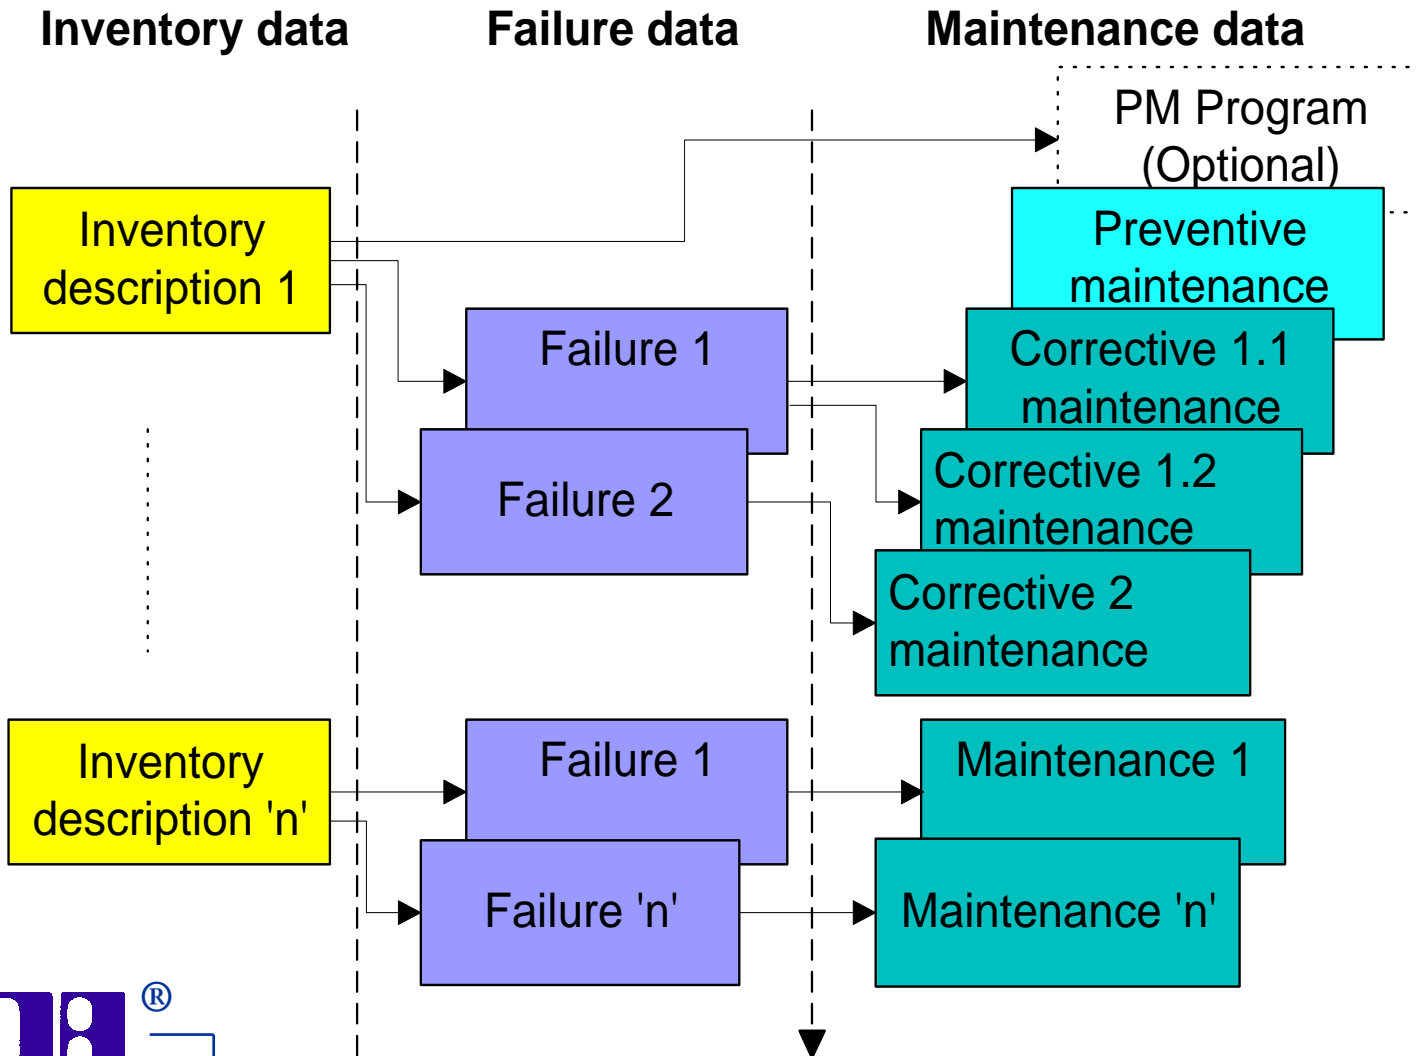 Inventory data
Failure data
Maintenance data
PM Program
(Optional)
Inventory
description 1
Preventive
maintenance
Failure 1
Corrective 1.1
maintenance
Failure 2
Corrective 1.2
maintenance
Corrective 2
maintenance
Inventory
description 'n'
Failure 1
Maintenance 1
Failure 'n'
Maintenance 'n'
®